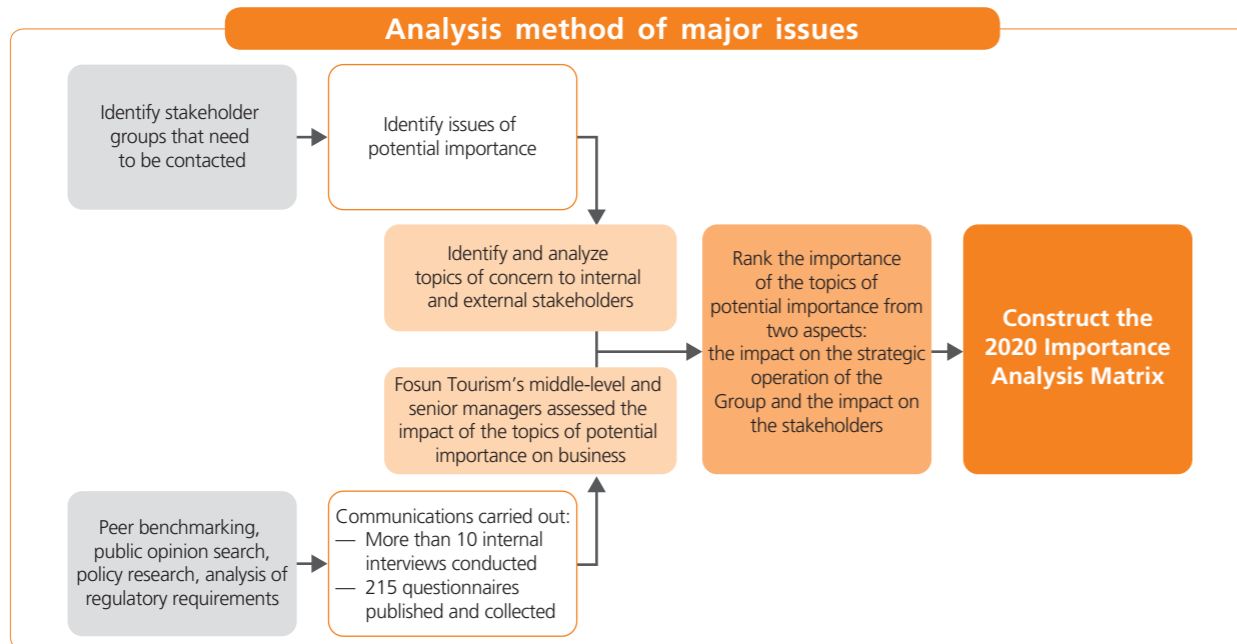 Analysis method of major issues
Identify stakeholder
groups that need
to be contacted
Identify issues of
potential importance
Identify and analyze
topics of concern to internal
and external stakeholders
Fosun Tourism's middle-level and
senior managers assessed the
impact of the topics of potential
importance on business
Peer benchmarking,
public opinion search,
policy research, analysis of
regulatory requirements
Communications carried out:
— More than 10 internal
interviews conducted
— 215 questionnaires
published and collected
Rank the importance
of the topics of
potential importance from
two aspects:
the impact on the strategic
operation of the
Group and the impact on
the stakeholders
Construct the
2020 Importance
Analysis Matrix